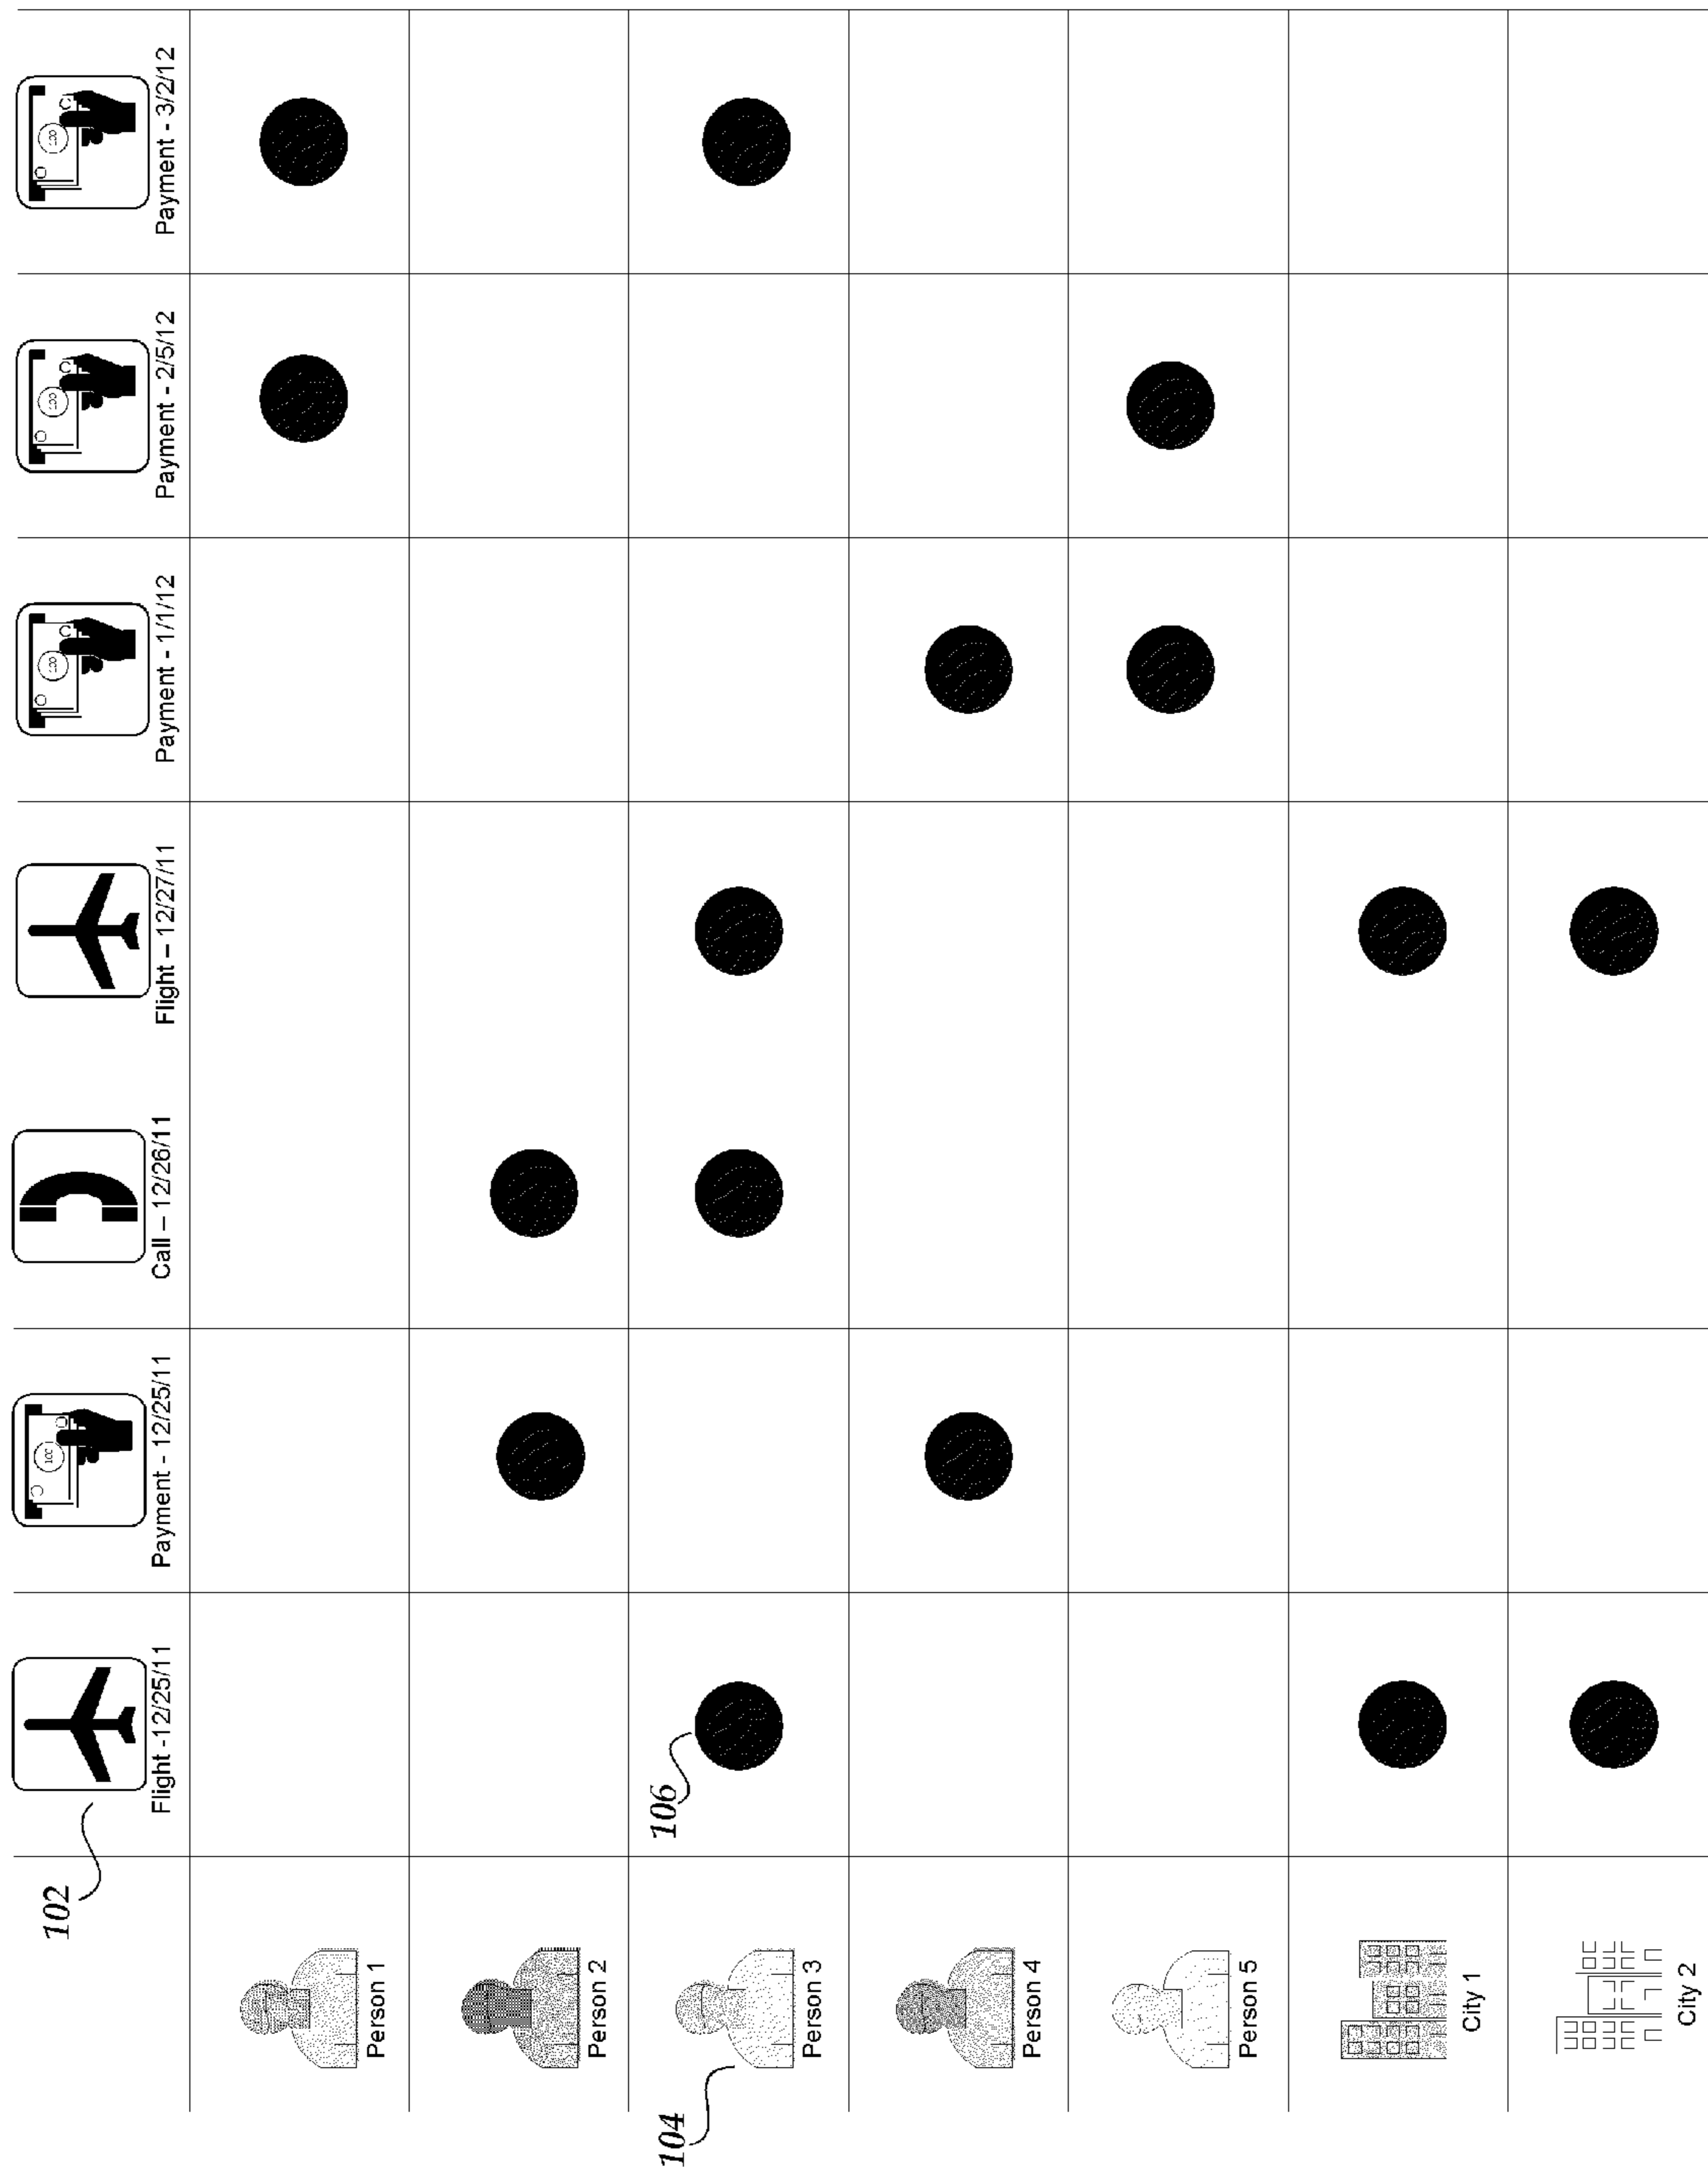 102
100
Flight -12/25/11
Payment - 12/25/11
Call – 12/26/11
Flight – 12/27/11
Payment - 1/1/12
Payment - 2/5/12
Payment - 3/2/12
Person 1
Person 2
104
Person 3
106
Person 4
Person 5
City 1
City 2